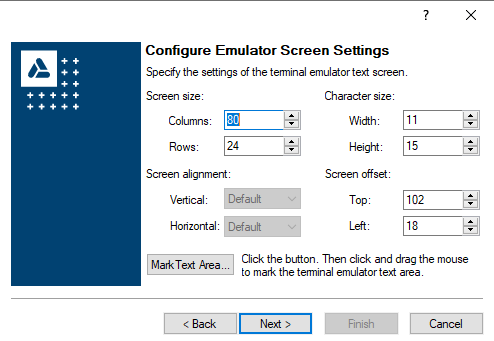 ?
Configure Emulator Screen Settings
Specify the settings of the terminal emulator text screen.
Screen size:
Columns: 80
Rows: 24
Character size:
Width: 11
Height: 15
Screen alignment:
Vertical: Default
Horizontal: Default
Screen offset:
Top: 102
Left: 18
Mark Text Area...
Click the button. Then click and drag the mouse
to mark the terminal emulator text area.
< Back
Next >
Finish
Cancel